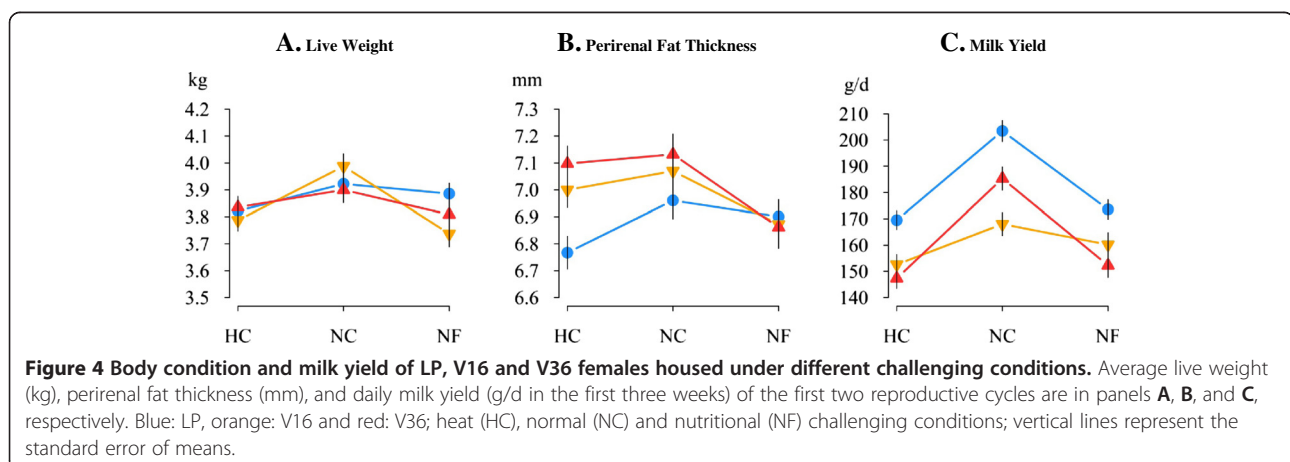 A. Live Weight
B. Perirenal Fat Thickness
C. Milk Yield
kg
4.2
4.1
4.0
3.9
3.8
3.7
3.6
3.5
HC NC NF
mm
7.3
7.2
7.1
7.0
6.9
6.8
6.7
6.6
HC NC NF
g/d
210
200
190
180
170
160
150
140
HC NC NF
Figure 4 Body condition and milk yield of LP, V16 and V36 females housed under different challenging conditions. Average live weight
(kg), perirenal fat thickness (mm), and daily milk yield (g/d in the first three weeks) of the first two reproductive cycles are in panels A, B, and C,
respectively. Blue: LP, orange: V16 and red: V36; heat (HC), normal (NC) and nutritional (NF) challenging conditions; vertical lines represent the
standard error of means.